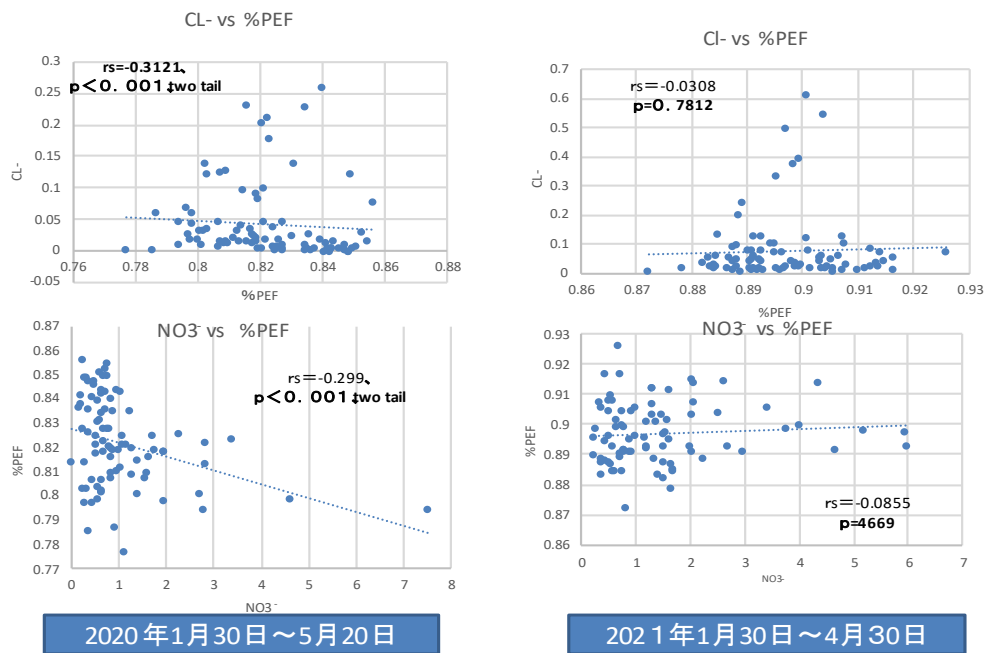 CL- vs %PEF
rs=-0.3121、
p＜0.001、two tail
0.3
0.25
0.2
0.15
0.1
0.05
0
-0.05
CL-
0.76
0.78
0.8
0.82
0.84
0.86
0.88
%PEF
Cl- vs %PEF
rs＝-0.0308
p=0.7812
0.7
0.6
0.5
0.4
0.3
0.2
0.1
0
CL-
0.86
0.87
0.88
0.89
0.9
0.91
0.92
0.93
%PEF
NO3⁻ vs %PEF
rs＝-0.299、
p＜0.001、two tail
0.87
0.86
0.85
0.84
0.83
0.82
0.81
0.8
0.79
0.78
0.77
%PEF
0 1 2 3 4 5 6 7 8
NO3⁻
NO3⁻ vs %PEF
0.93
0.92
0.91
0.9
0.89
0.88
0.87
0.86
%PEF
rs＝-0.0855
p=4669
0 1 2 3 4 5 6 7
NO3-
2020年1月30日～5月20日
2021年1月30日～4月30日